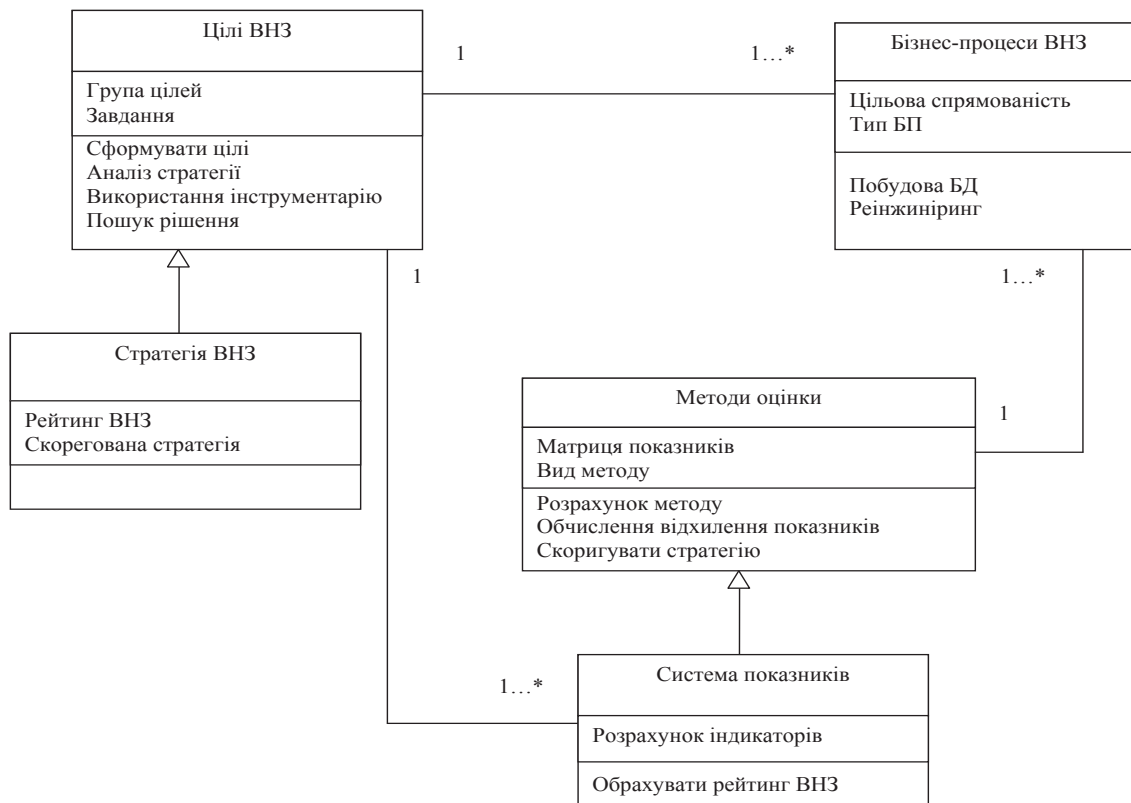 Цілі ВНЗ
Група цілей
Завдання
Сформувати цілі
Аналіз стратегії
Використання інструментарію
Пошук рішення
1
1…*
Бізнес-процеси ВНЗ
Цільова спрямованість
Тип БП
Побудова БД
Реінжиніринг
1
1…*
Стратегія ВНЗ
Рейтинг ВНЗ
Скорегована стратегія
Методи оцінки
Матриця показників
Вид методу
Розрахунок методу
Обчислення відхилення показників
Скоригувати стратегію
1
1…*
Система показників
Розрахунок індикаторів
Обрахувати рейтинг ВНЗ